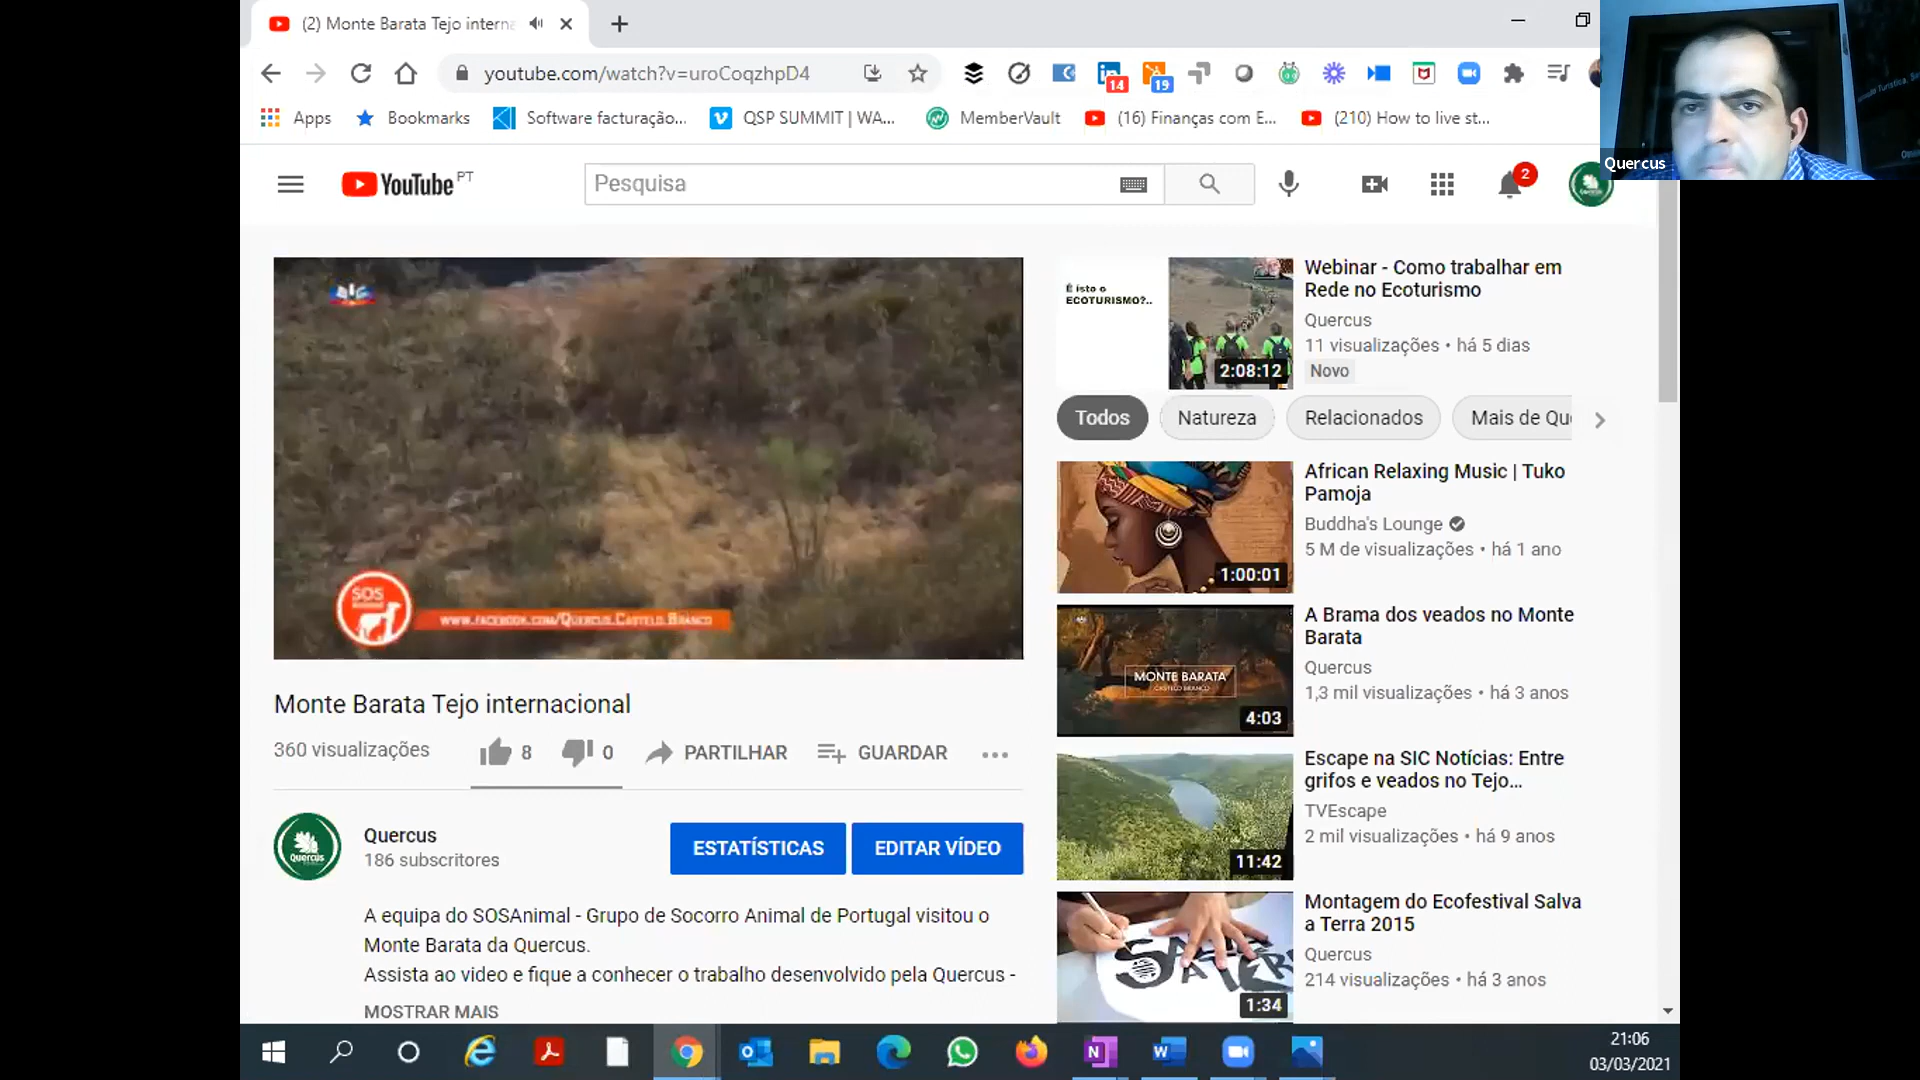 (2) Monte Barata Tejo interna
youtube.com/watch?v=uroCoqzhpD4
14
19
Apps
Bookmarks
Software facturação...
QSP SUMMIT | WA...
MemberVault
(16) Finanças com E...
(210) How to live st...
Quercus
YouTube PT
Pesquisa
2
SIC
SOS
www.facebook.com/Quercus.Castelo.Branco
Monte Barata Tejo internacional
360 visualizações
8
0
PARTILHAR
GUARDAR
Quercus
Quercus
186 subscritores
ESTATÍSTICAS
EDITAR VÍDEO
A equipa do SOSAnimal - Grupo de Socorro Animal de Portugal visitou o
Monte Barata da Quercus.
Assista ao video e fique a conhecer o trabalho desenvolvido pela Quercus -
MOSTRAR MAIS
É isto o
ECOTURISMO?..
2:08:12
Webinar - Como trabalhar em
Rede no Ecoturismo
Quercus
11 visualizações • há 5 dias
Novo
Todos
Natureza
Relacionados
Mais de Qu
1:00:01
African Relaxing Music | Tuko
Pamoja
Buddha's Lounge
5 M de visualizações • há 1 ano
MONTE BARATA
CASTELO BRANCO
4:03
A Brama dos veados no Monte
Barata
Quercus
1,3 mil visualizações • há 3 anos
11:42
Escape na SIC Notícias: Entre
grifos e veados no Tejo...
TVEscape
2 mil visualizações • há 9 anos
1:34
Montagem do Ecofestival Salva
a Terra 2015
Quercus
214 visualizações • há 3 anos
21:06
03/03/2021